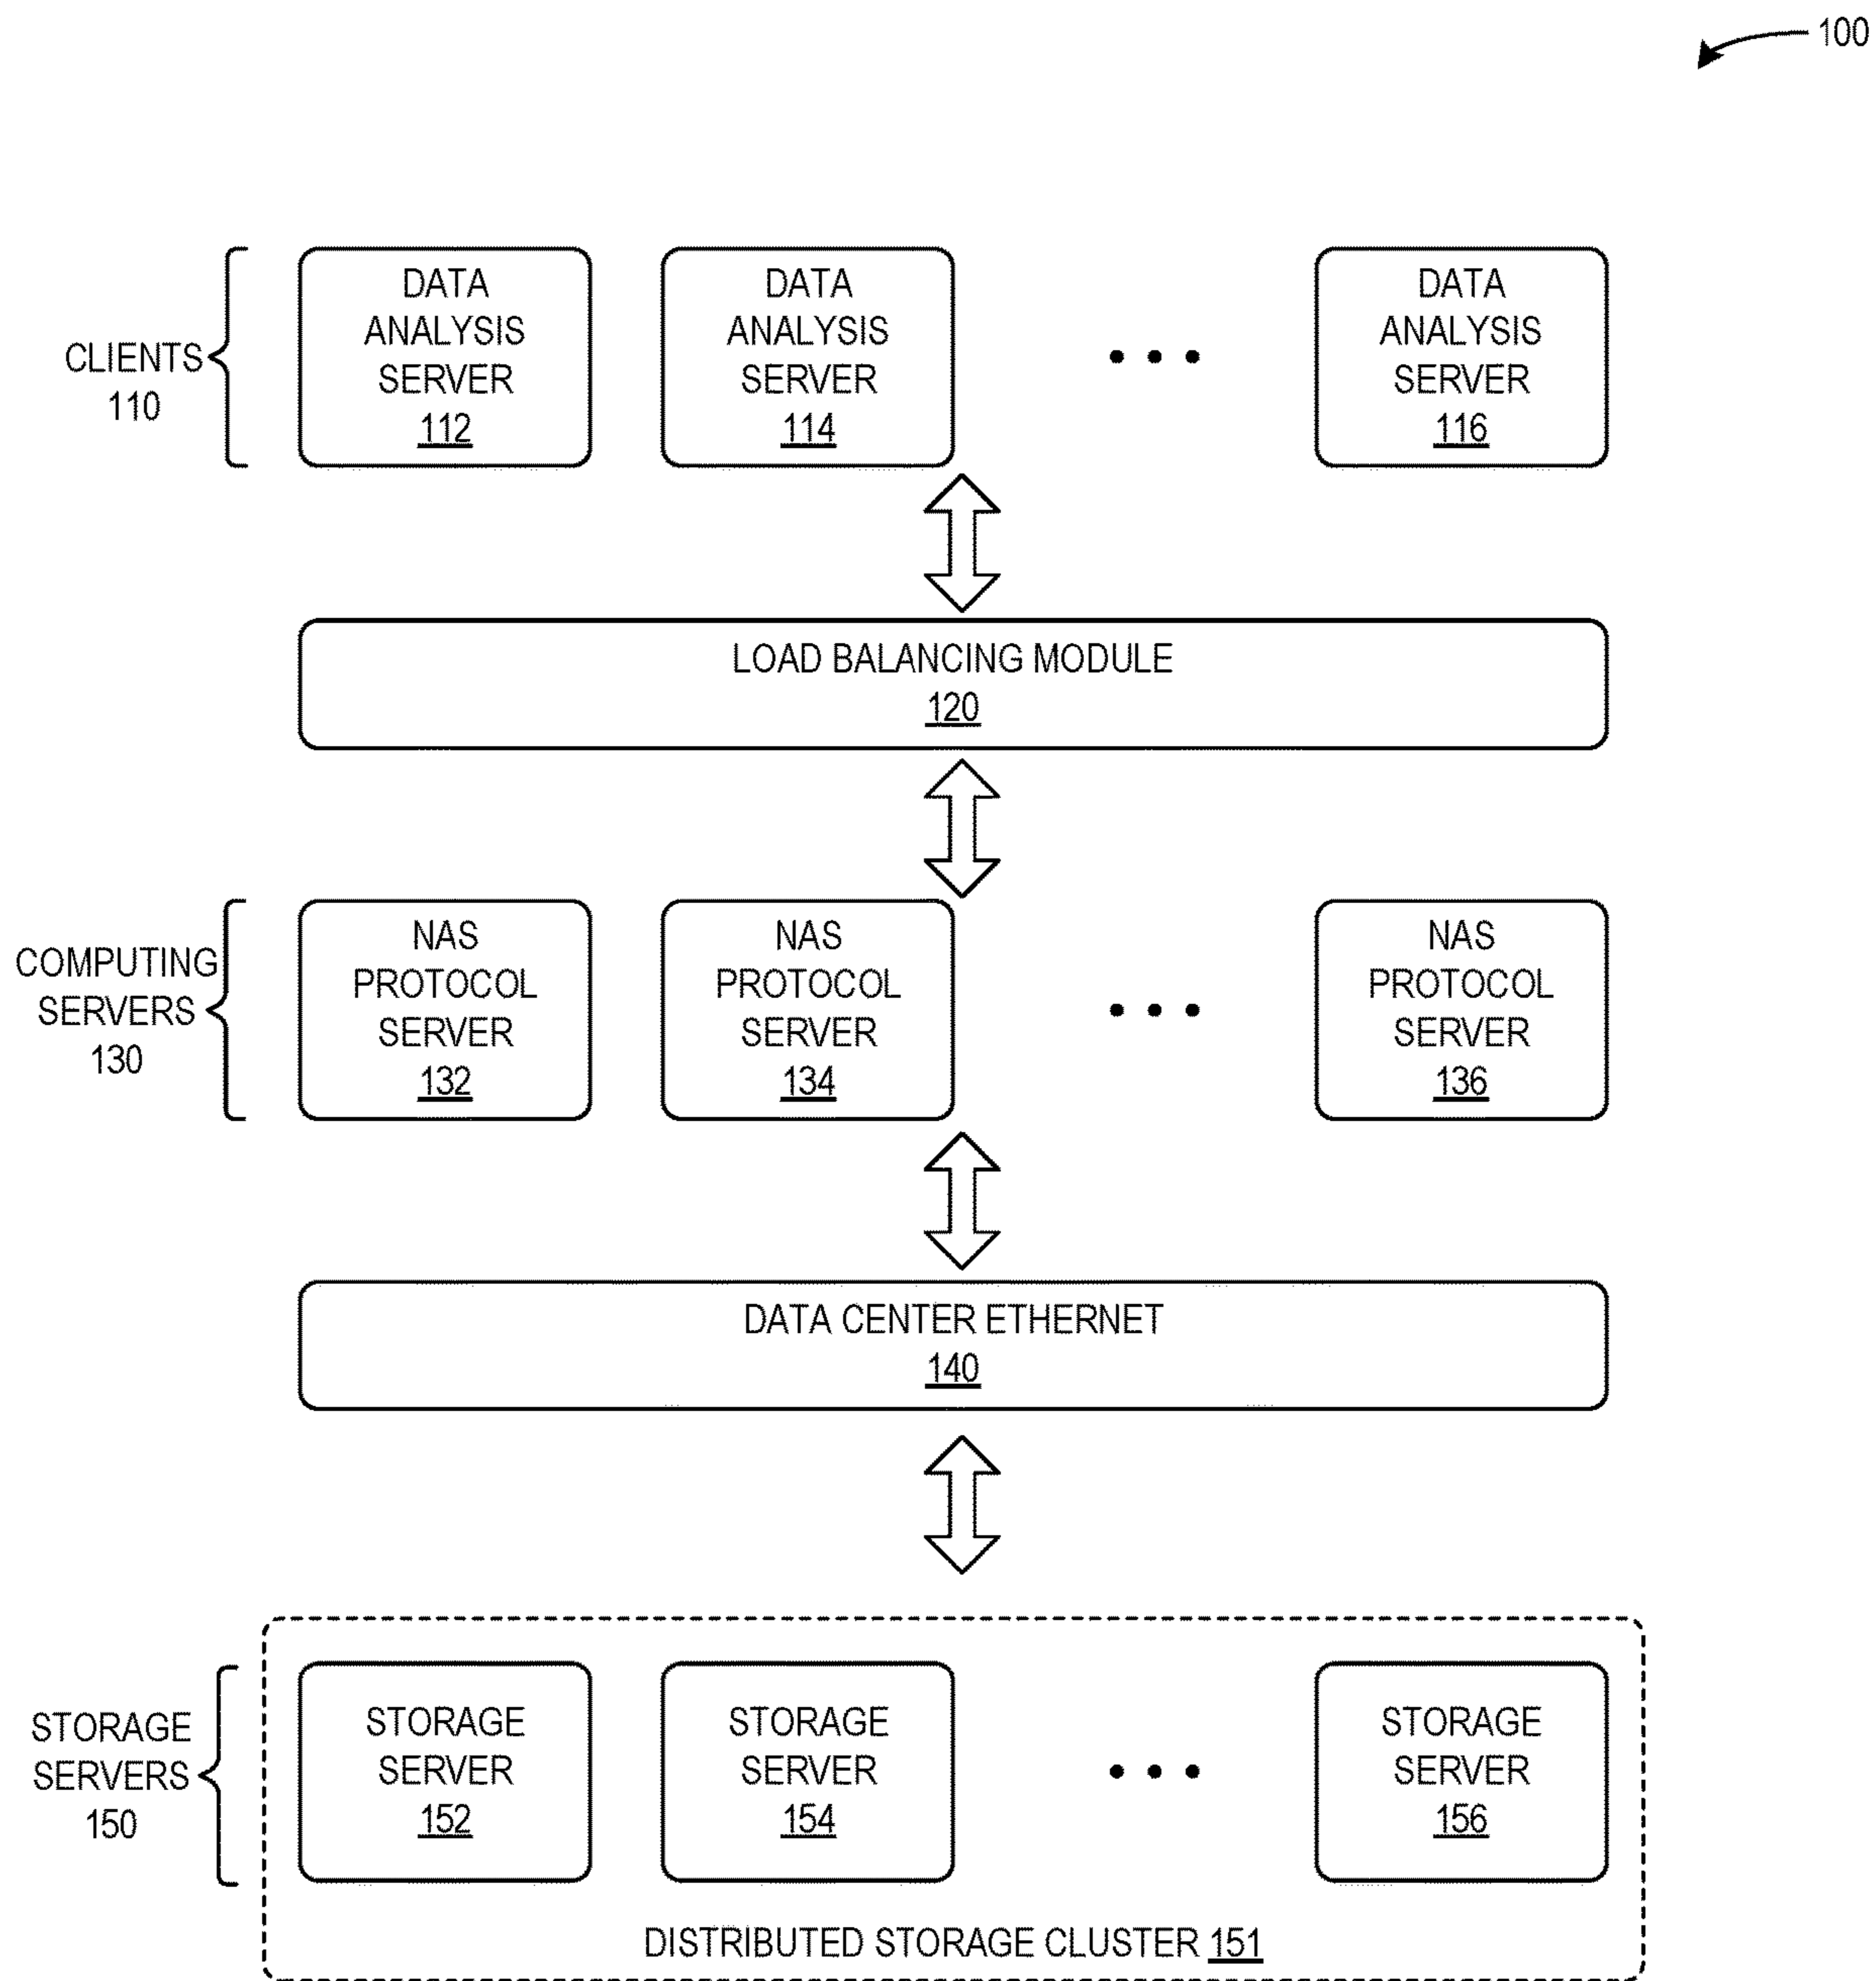 100
DATA
ANALYSIS
SERVER
112
DATA
ANALYSIS
SERVER
114
DATA
ANALYSIS
SERVER
116
CLIENTS
110
LOAD BALANCING MODULE
120
COMPUTING
SERVERS
130
NAS
PROTOCOL
SERVER
132
NAS
PROTOCOL
SERVER
134
NAS
PROTOCOL
SERVER
136
DATA CENTER ETHERNET
140
STORAGE
SERVERS
150
STORAGE
SERVER
152
STORAGE
SERVER
154
STORAGE
SERVER
156
DISTRIBUTED STORAGE CLUSTER 151